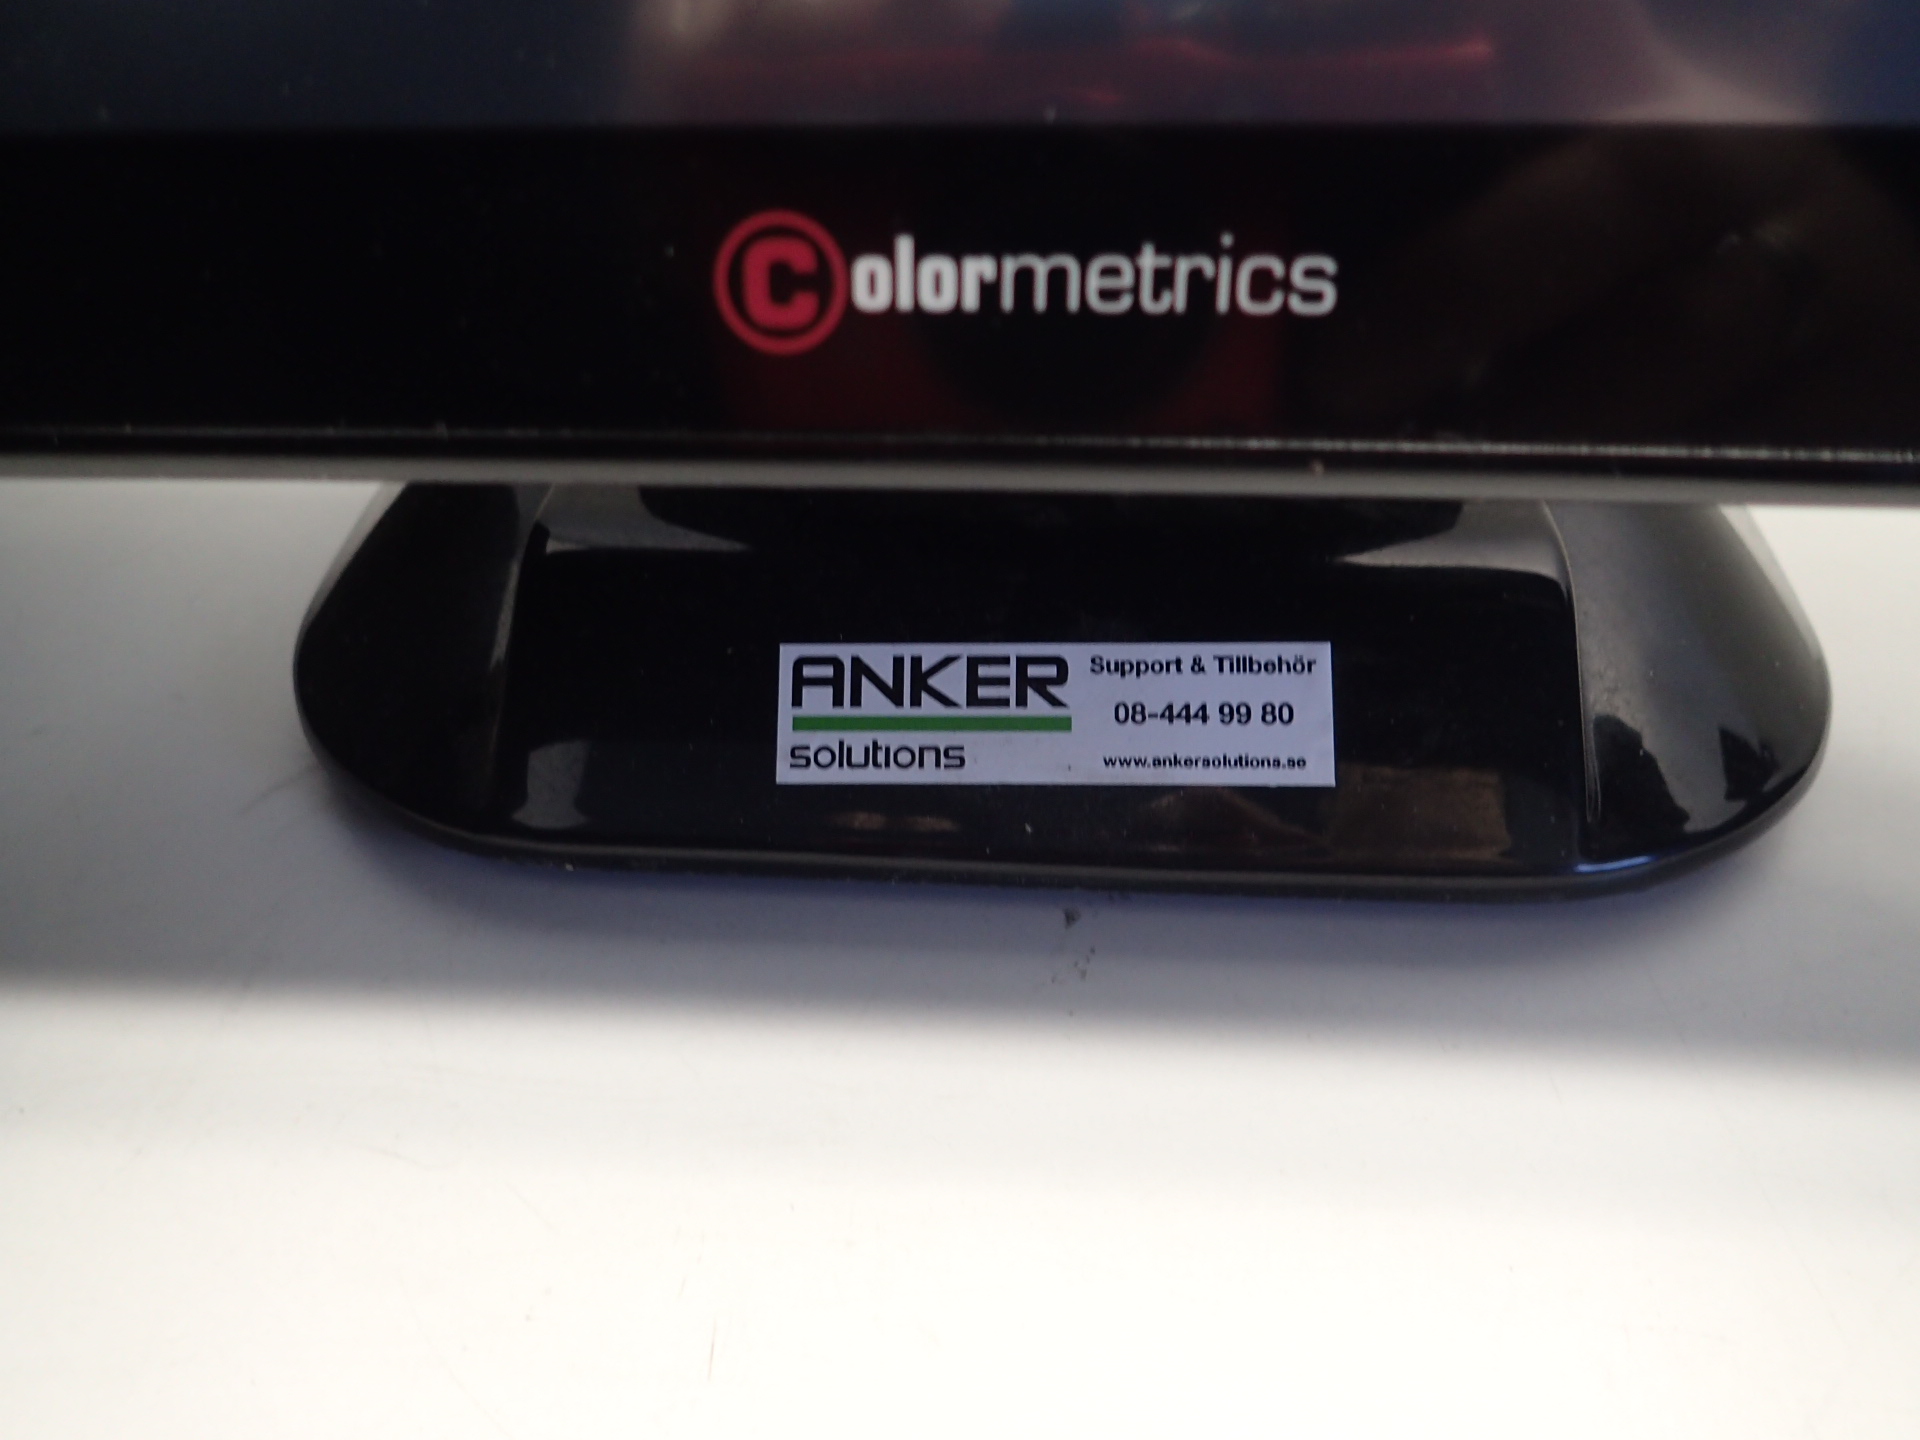 Colormetrics
ANKER
solutions
Support & Tillbehör
08-444 99 80
www.ankersolutions.se